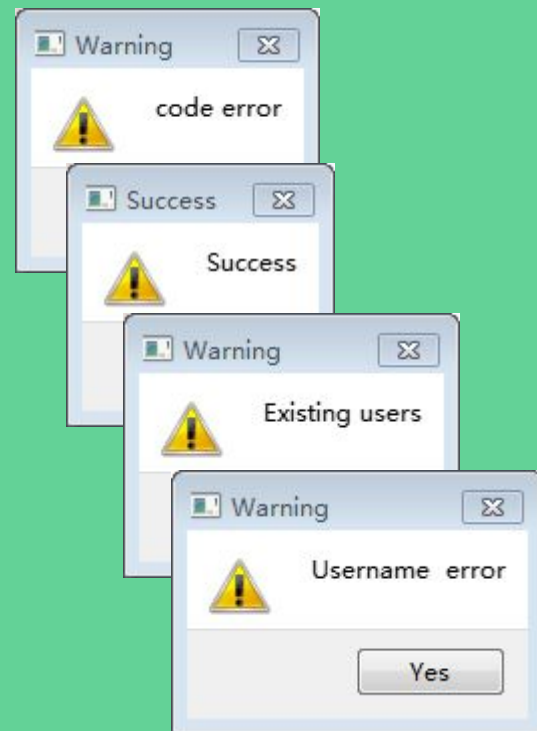 Warning
code error
Success
Success
Warning
Existing users
Warning
Username  error
Yes